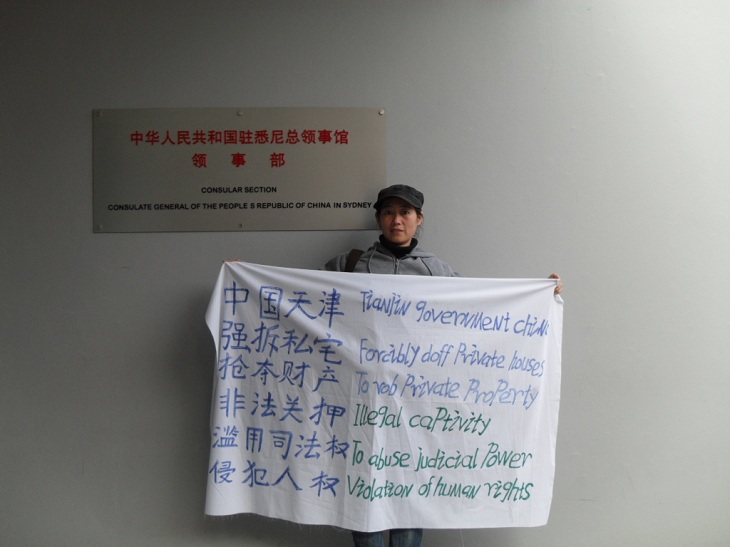 中华人民共和国驻悉尼总领事馆
领事部
CONSULAR SECTION
CONSULATE GENERAL OF THE PEOPLE S REPUBLIC OF CHINA IN SYDNEY
中国天津 Tianjin government china
强拆私宅 Forcibly doff Private houses
抢夺财产 To rob Private Property
非法关押 Illegal captivity
滥用司法权 To abuse judicial Power
侵犯人权 Violation of human rights